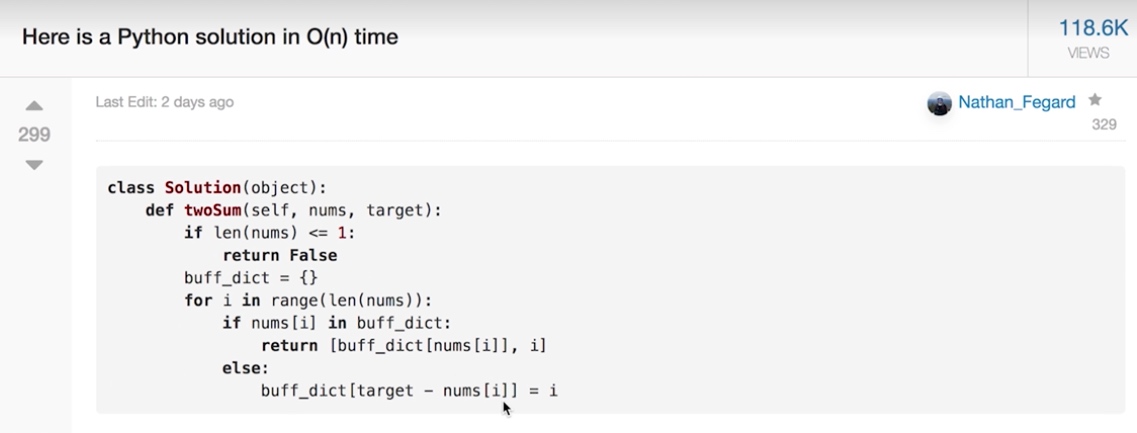 Here is a Python solution in O(n) time
118.6K
VIEWS
Last Edit: 2 days ago
Nathan_Fegard
329
299
class Solution(object):
    def twoSum(self, nums, target):
        if len(nums) <= 1:
            return False
        buff_dict = {}
        for i in range(len(nums)):
            if nums[i] in buff_dict:
                return [buff_dict[nums[i]], i]
            else:
                buff_dict[target - nums[i]] = i